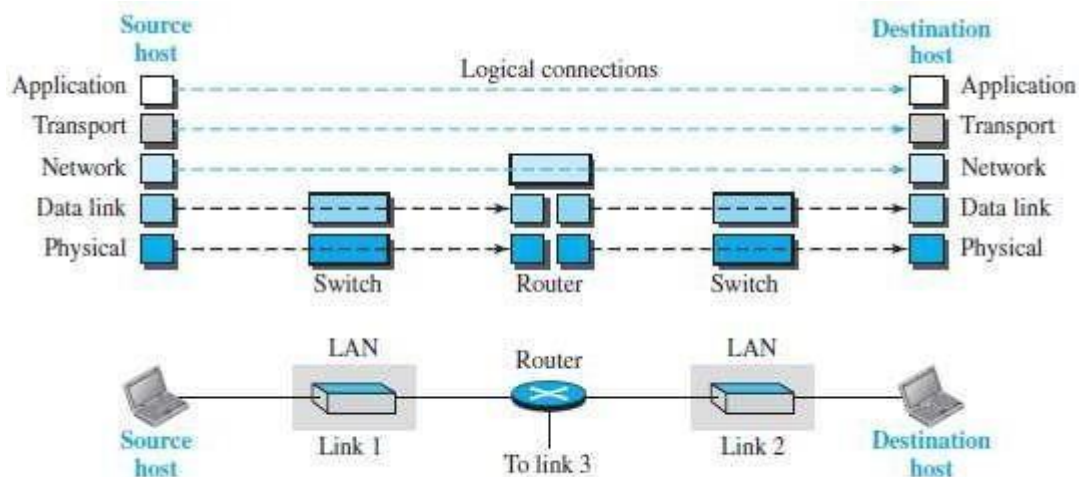 Source
host
Destination
host
Logical connections
Application
Application
Transport
Transport
Network
Network
Data link
Data link
Physical
Physical
Switch
Router
Switch
LAN
Router
LAN
Source
host
Link 1
To link 3
Link 2
Destination
host